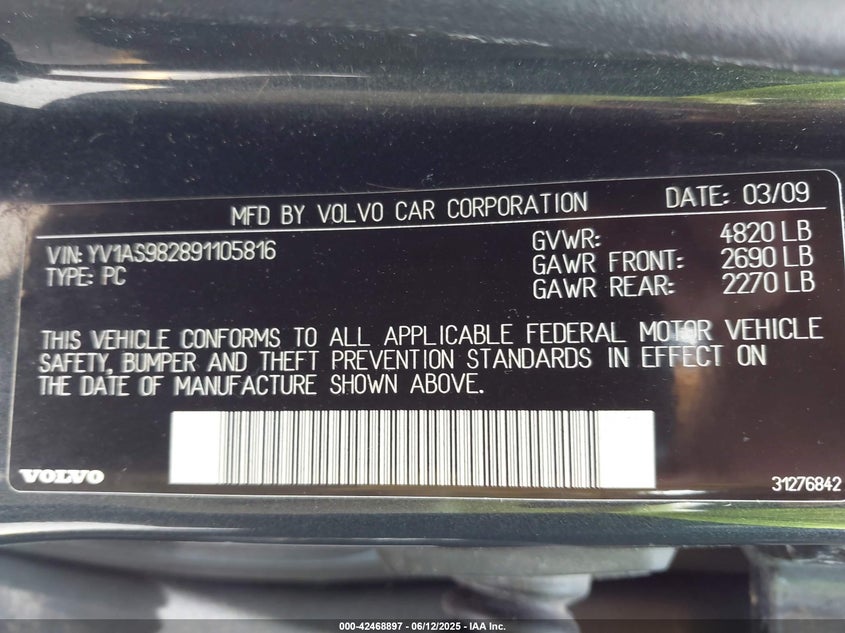 MFD BY VOLVO CAR CORPORATION DATE: 03/09
VIN: YV1AS982891105816 GVWR: 4820 LB
TYPE: PC GAWR FRONT: 2690 LB
GAWR REAR: 2270 LB
THIS VEHICLE CONFORMS TO ALL APPLICABLE FEDERAL MOTOR VEHICLE
SAFETY, BUMPER AND THEFT PREVENTION STANDARDS IN EFFECT ON
THE DATE OF MANUFACTURE SHOWN ABOVE.
VOLVO 31276842
000-42468897 - 06/12/2025 - IAA Inc.